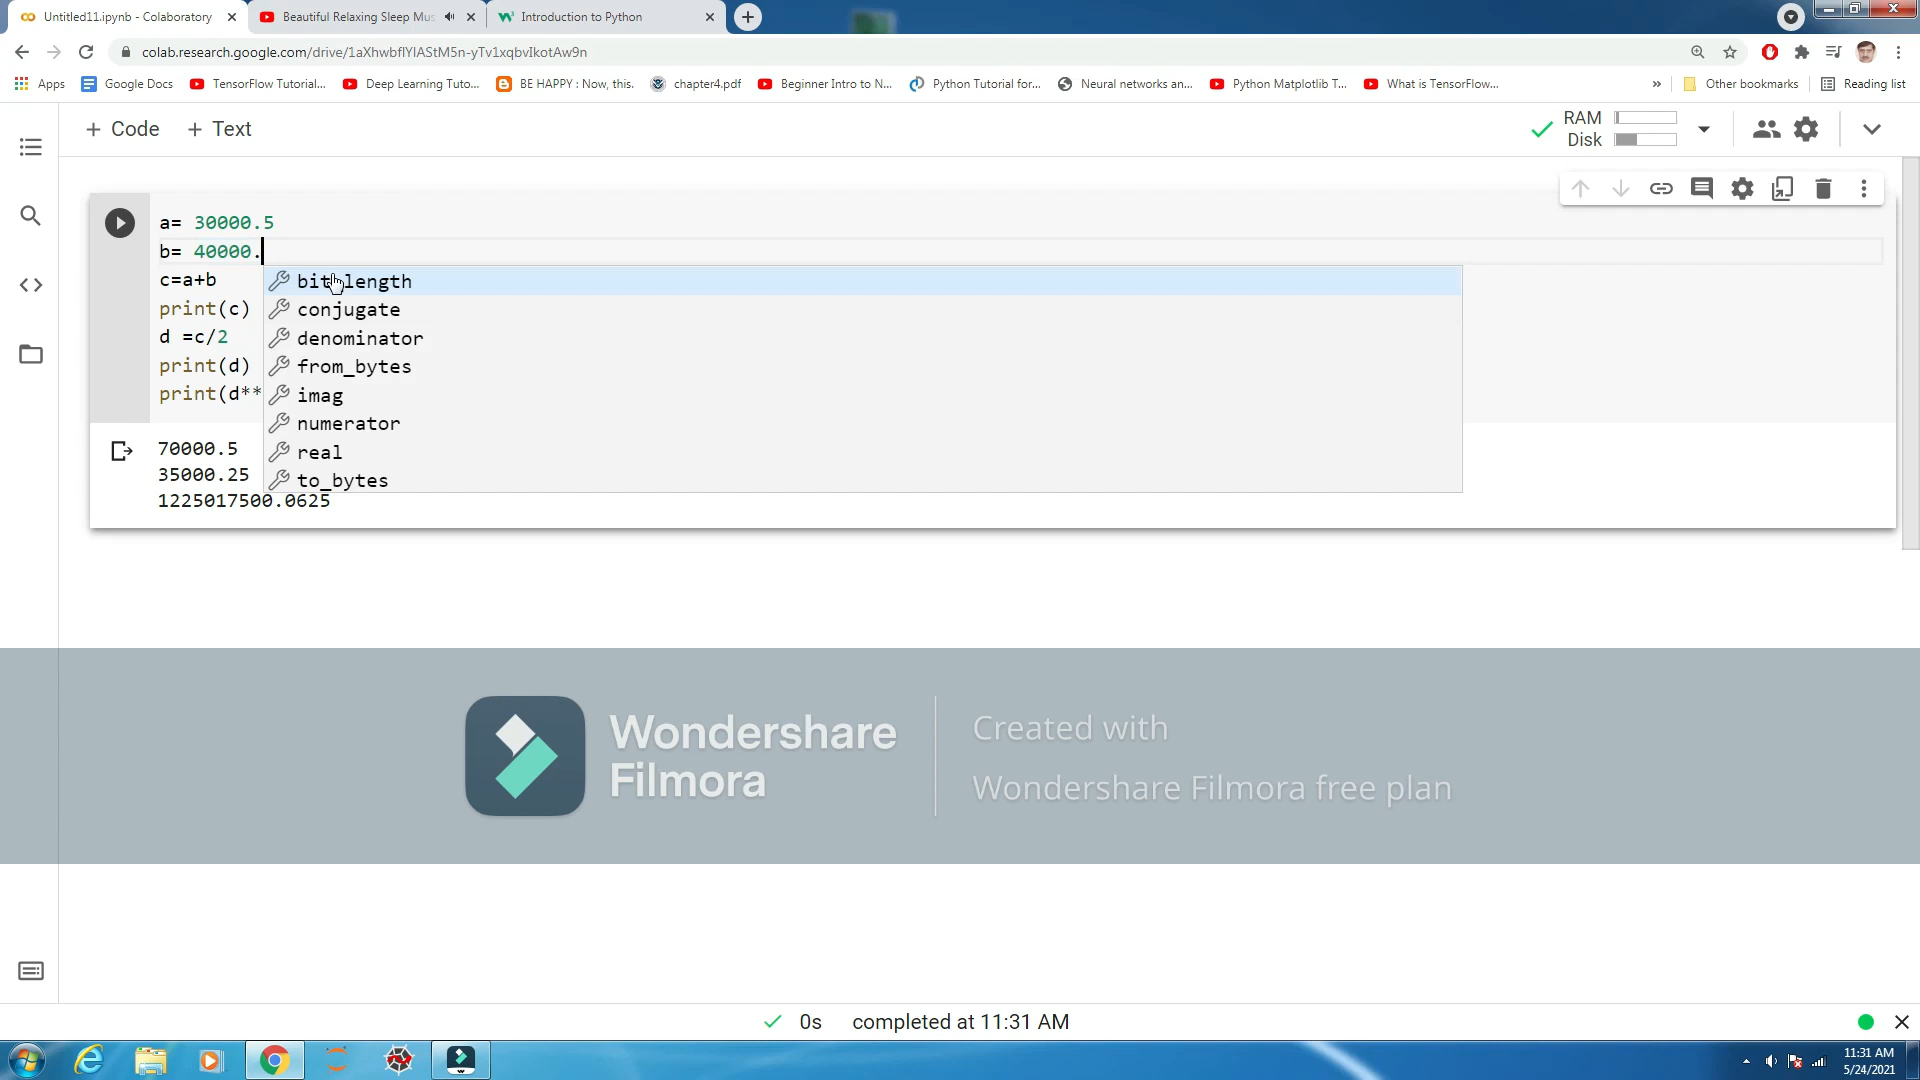 Untitled11.ipynb - Colaboratory
Beautiful Relaxing Sleep Mus
Introduction to Python
colab.research.google.com/drive/1aXhwbflYlAStM5n-yTv1xqbvIkotAw9n
Apps
Google Docs
TensorFlow Tutorial...
Deep Learning Tuto...
BE HAPPY : Now, this.
chapter4.pdf
Beginner Intro to N...
Python Tutorial for...
Neural networks an...
Python Matplotlib T...
What is TensorFlow...
»
Other bookmarks
Reading list
+ Code
+ Text
RAM
Disk
a= 30000.5
b= 40000.
c=a+b
print(c)
d =c/2
print(d)
print(d**
bit_length
conjugate
denominator
from_bytes
imag
numerator
real
to_bytes
70000.5
35000.25
1225017500.0625
Wondershare
Filmora
Created with
Wondershare Filmora free plan
0s completed at 11:31 AM
11:31 AM
5/24/2021